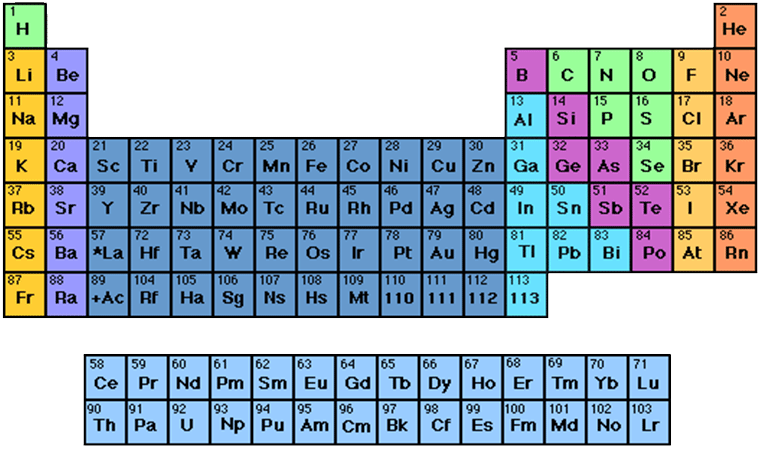 1 2
H He
3 4 5 6 7 8 9 10
Li Be B C N O F Ne
11 12 13 14 15 16 17 18
Na Mg Al Si P S Cl Ar
19 20 21 22 23 24 25 26 27 28 29 30 31 32 33 34 35 36
K Ca Sc Ti V Cr Mn Fe Co Ni Cu Zn Ga Ge As Se Br Kr
37 38 39 40 41 42 43 44 45 46 47 48 49 50 51 52 53 54
Rb Sr Y Zr Nb Mo Tc Ru Rh Pd Ag Cd In Sn Sb Te I Xe
55 56 57 72 73 74 75 76 77 78 79 80 81 82 83 84 85 86
Cs Ba *La Hf Ta W Re Os Ir Pt Au Hg Tl Pb Bi Po At Rn
87 88 89 104 105 106 107 108 109 110 111 112 113
Fr Ra +Ac Rf Ha Sg Ns Hs Mt 110 111 112 113
58 59 60 61 62 63 64 65 66 67 68 69 70 71
Ce Pr Nd Pm Sm Eu Gd Tb Dy Ho Er Tm Yb Lu
90 91 92 93 94 95 96 97 98 99 100 101 102 103
Th Pa U Np Pu Am Cm Bk Cf Es Fm Md No Lr